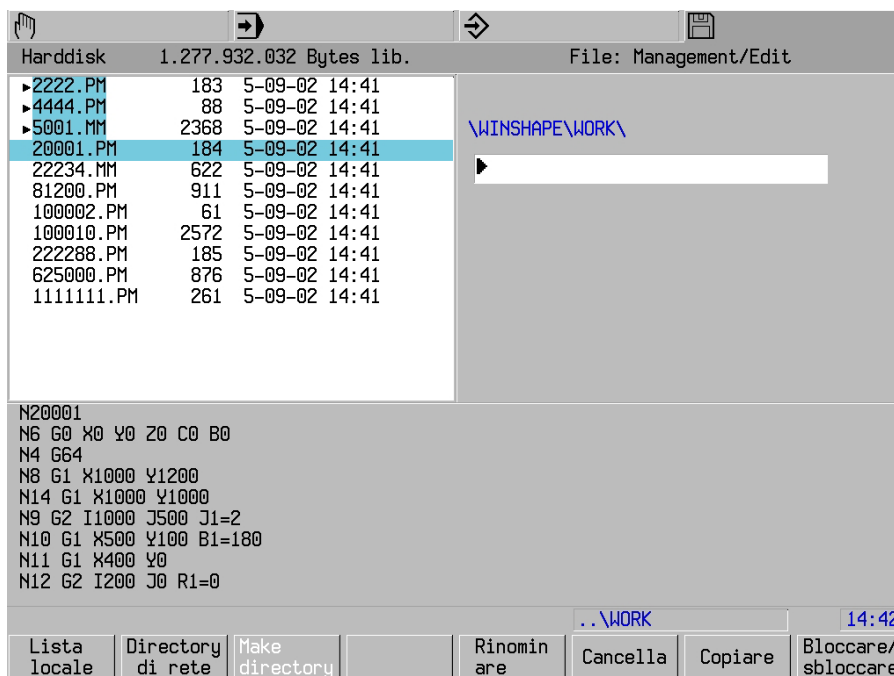 Harddisk 1.277.932.032 Bytes lib. File: Management/Edit
2222.PM 183 5-09-02 14:41
4444.PM 88 5-09-02 14:41
5001.MM 2368 5-09-02 14:41
20001.PM 184 5-09-02 14:41
22234.MM 622 5-09-02 14:41
81200.PM 911 5-09-02 14:41
100002.PM 61 5-09-02 14:41
100010.PM 2572 5-09-02 14:41
222288.PM 185 5-09-02 14:41
625000.PM 876 5-09-02 14:41
1111111.PM 261 5-09-02 14:41
\WINSHAPE\WORK\
N20001
N6 G0 X0 Y0 Z0 C0 B0
N4 G64
N8 G1 X1000 Y1200
N14 G1 X1000 Y1000
N9 G2 I1000 J500 J1=2
N10 G1 X500 Y100 B1=180
N11 G1 X400 Y0
N12 G2 I200 J0 R1=0
..\WORK 14:42
Lista locale
Directory di rete
Make directory
Rinomin are
Cancella
Copiare
Bloccare/ sbloccare